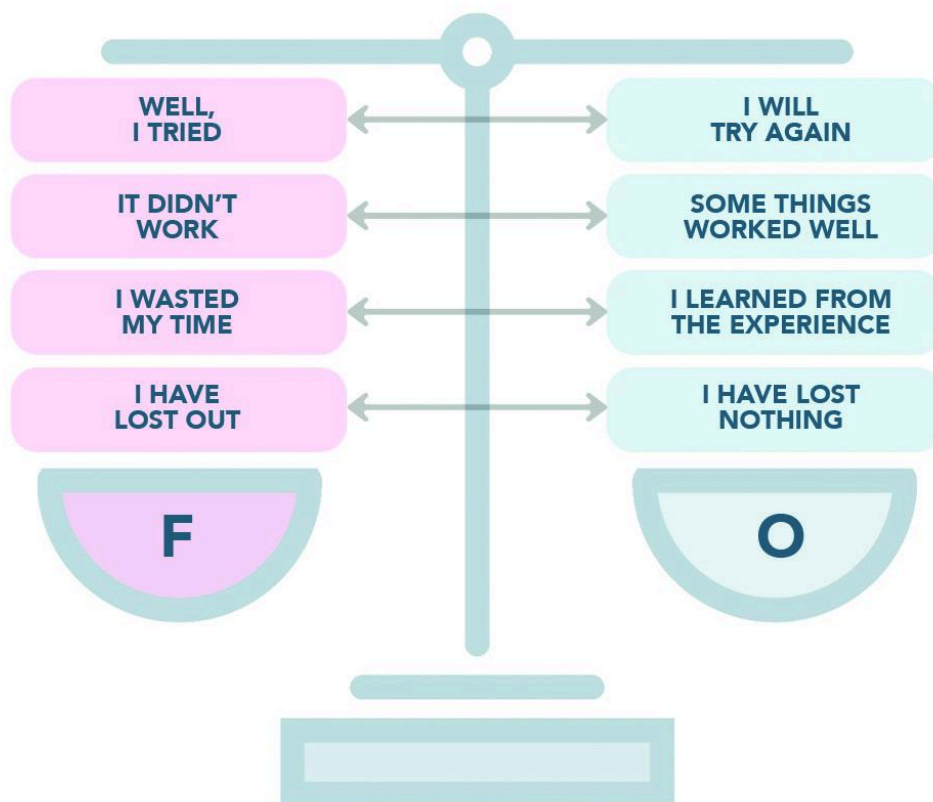 WELL,
I TRIED
I WILL
TRY AGAIN
IT DIDN'T
WORK
SOME THINGS
WORKED WELL
I WASTED
MY TIME
I LEARNED FROM
THE EXPERIENCE
I HAVE
LOST OUT
I HAVE LOST
NOTHING
F
O